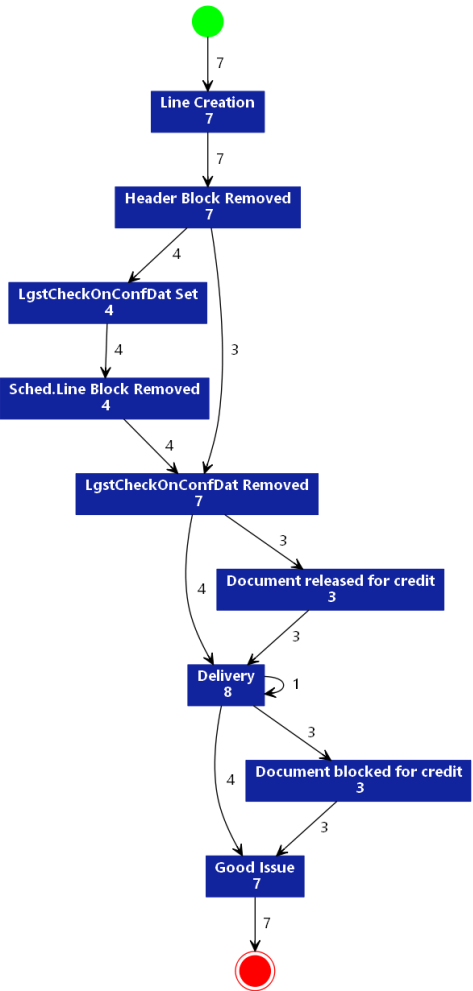 7
Line Creation
7
7
Header Block Removed
7
4
LgstCheckOnConfDat Set
4
3
4
Sched.Line Block Removed
4
4
LgstCheckOnConfDat Removed
7
3
Document released for credit
3
4
3
Delivery
8
1
3
Document blocked for credit
3
4
3
Good Issue
7
7